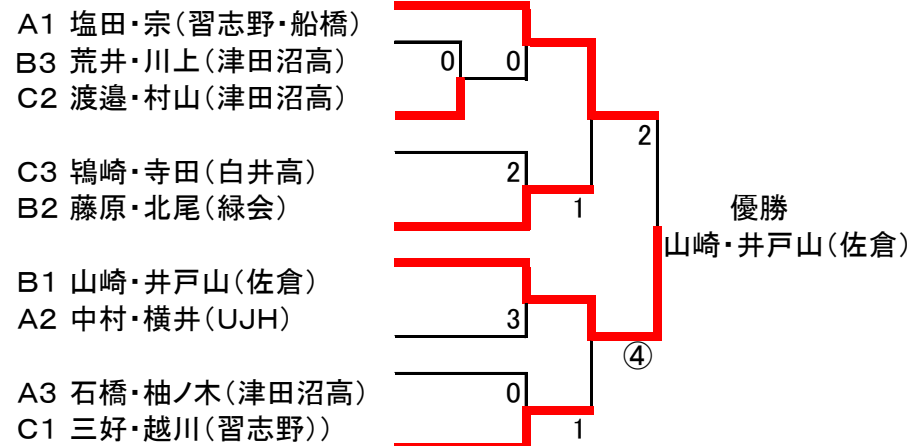 A1 塩田・宗(習志野・船橋)
B3 荒井・川上(津田沼高)
0
0
C2 渡邉・村山(津田沼高)
2
C3 鴇崎・寺田(白井高)
2
B2 藤原・北尾(緑会)
1
優勝
山崎・井戸山(佐倉)
B1 山崎・井戸山(佐倉)
A2 中村・横井(UJH)
3
④
A3 石橋・柚ノ木(津田沼高)
0
C1 三好・越川(習志野))
1